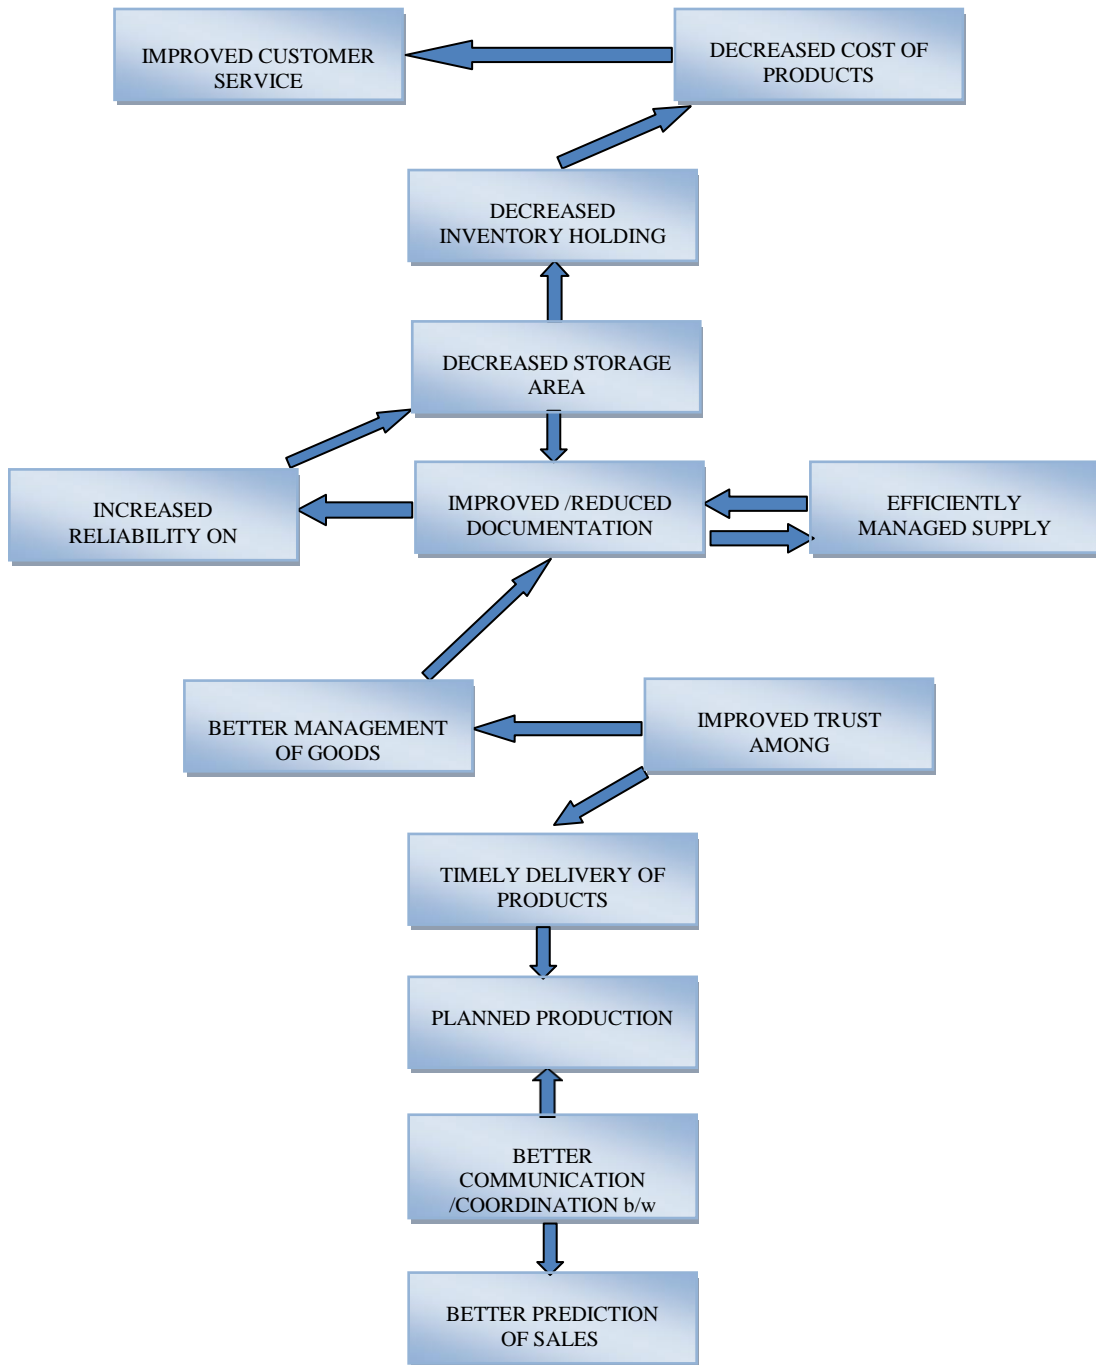 IMPROVED CUSTOMER
SERVICE
DECREASED COST OF
PRODUCTS
DECREASED
INVENTORY HOLDING
DECREASED STORAGE
AREA
INCREASED
RELIABILITY ON
IMPROVED /REDUCED
DOCUMENTATION
EFFICIENTLY
MANAGED SUPPLY
BETTER MANAGEMENT
OF GOODS
IMPROVED TRUST
AMONG
TIMELY DELIVERY OF
PRODUCTS
PLANNED PRODUCTION
BETTER
COMMUNICATION
/COORDINATION b/w
BETTER PREDICTION
OF SALES